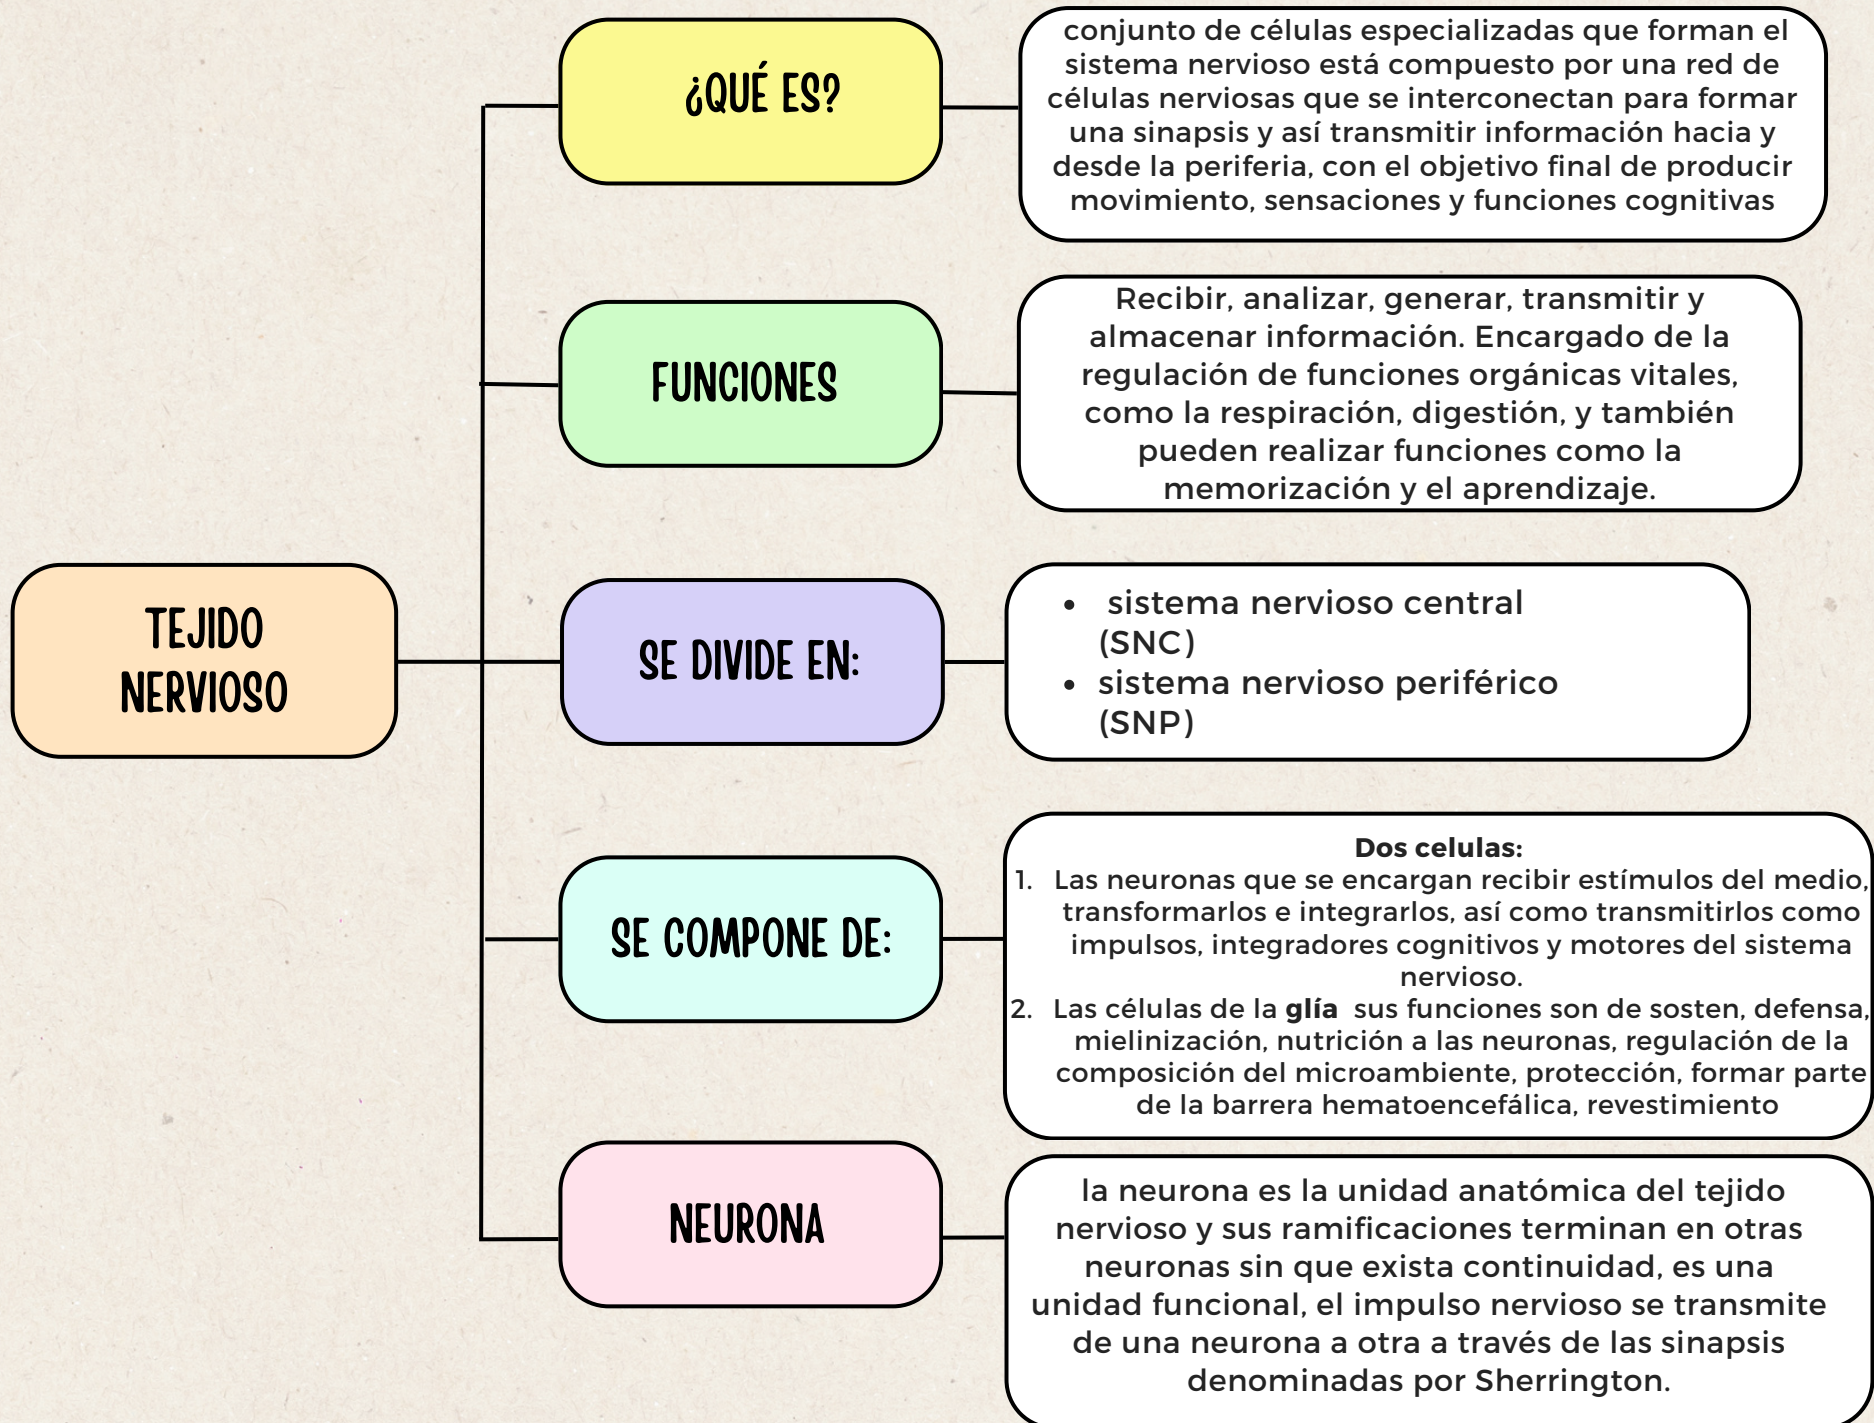 ¿QUÉ ES?
conjunto de células especializadas que forman el
sistema nervioso está compuesto por una red de
células nerviosas que se interconectan para formar
una sinapsis y así transmitir información hacia y
desde la periferia, con el objetivo final de producir
movimiento, sensaciones y funciones cognitivas
FUNCIONES
Recibir, analizar, generar, transmitir y
almacenar información. Encargado de la
regulación de funciones orgánicas vitales,
como la respiración, digestión, y también
pueden realizar funciones como la
memorización y el aprendizaje.
TEJIDO
NERVIOSO
SE DIVIDE EN:
• sistema nervioso central
(SNC)
• sistema nervioso periférico
(SNP)
SE COMPONE DE:
Dos celulas:
1. Las neuronas que se encargan recibir estímulos del medio,
transformarlos e integrarlos, así como transmitirlos como
impulsos, integradores cognitivos y motores del sistema
nervioso.
2. Las células de la glía sus funciones son de sosten, defensa,
mielinización, nutrición a las neuronas, regulación de la
composición del microambiente, protección, formar parte
de la barrera hematoencefálica, revestimiento
NEURONA
la neurona es la unidad anatómica del tejido
nervioso y sus ramificaciones terminan en otras
neuronas sin que exista continuidad, es una
unidad funcional, el impulso nervioso se transmite
de una neurona a otra a través de las sinapsis
denominadas por Sherrington.